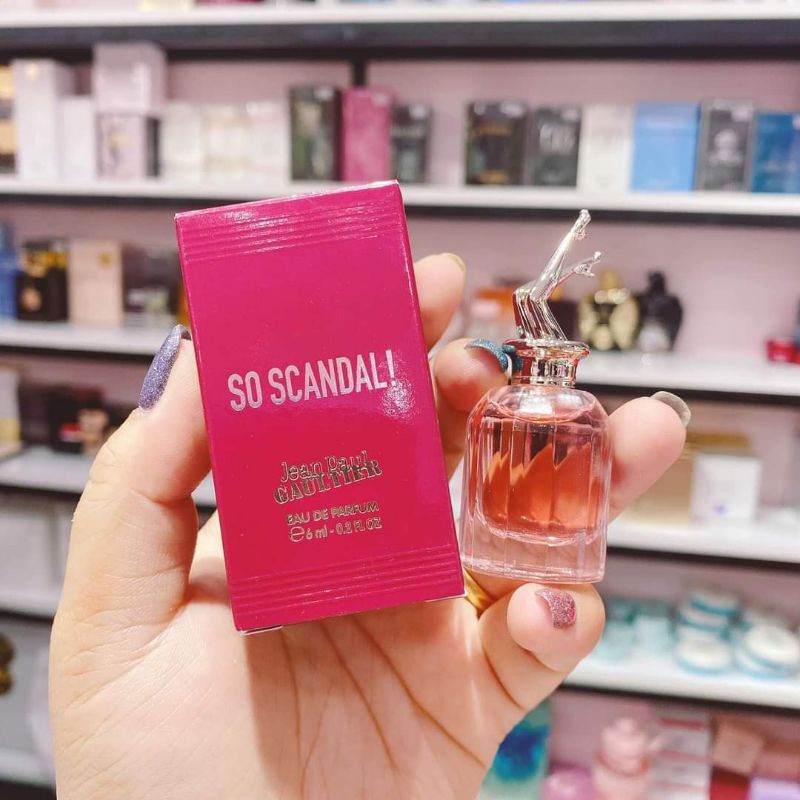 SO SCANDAL!
Jean Paul
GAULTIER
EAU DE PARFUM
℮6 ml - 0.2 FL OZ